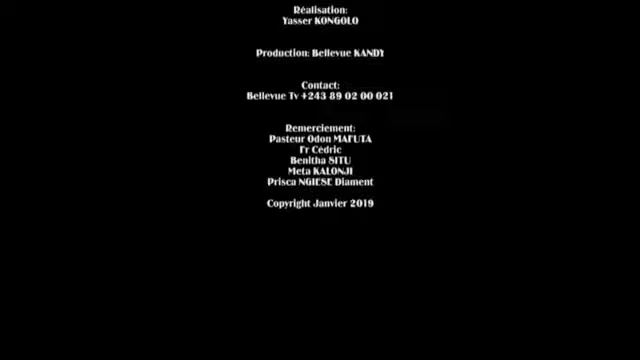 Réalisation:
Yasser KONGOLO
Production: Bellevue KANDY
Contact:
Bellevue Tv +243 89 02 00 021
Remerciement:
Pasteur Odon MAFUTA
Fr Cédric
Benitha SITU
Meta KALONJI
Prisca NGIESE Diament
Copyright Janvier 2019